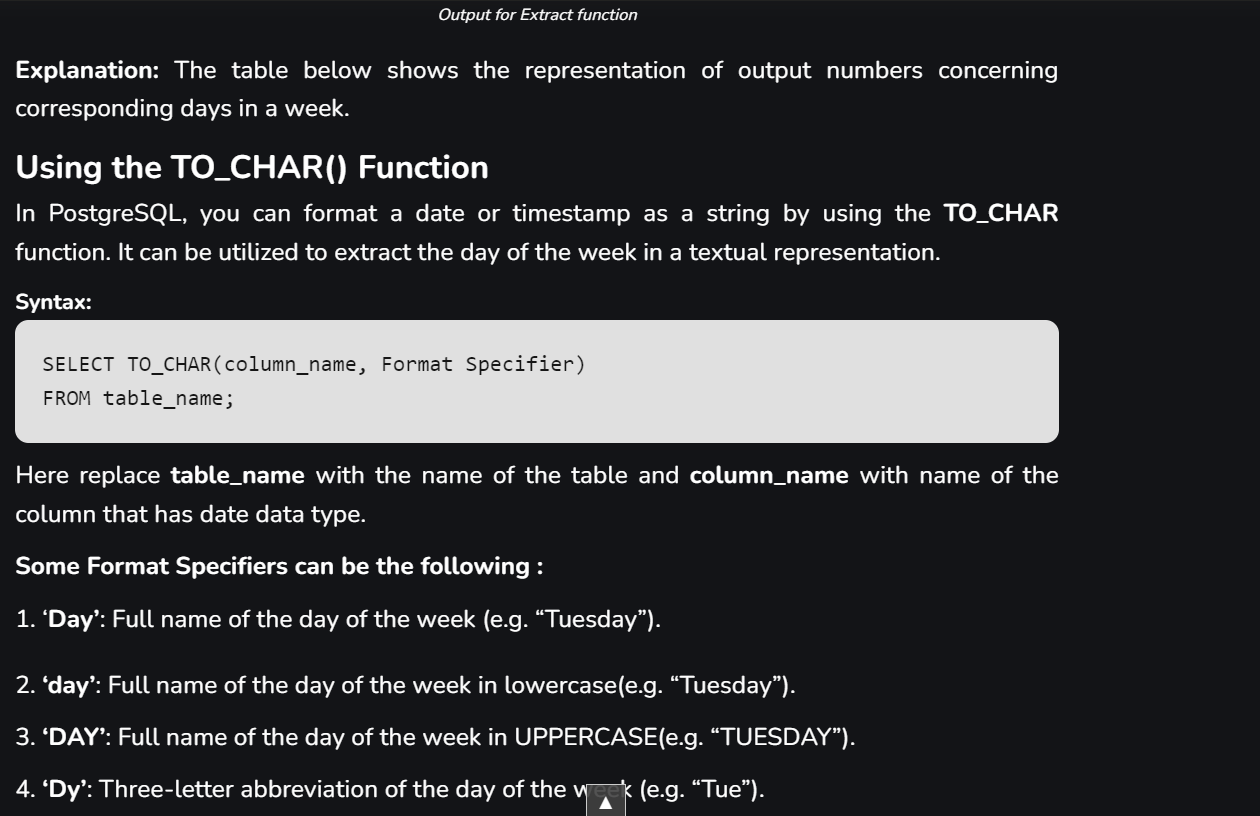 Output for Extract function
Explanation: The table below shows the representation of output numbers concerning
corresponding days in a week.
Using the TO_CHAR() Function
In PostgreSQL, you can format a date or timestamp as a string by using the TO_CHAR
function. It can be utilized to extract the day of the week in a textual representation.
Syntax:
SELECT TO_CHAR(column_name, Format Specifier)
FROM table_name;
Here replace table_name with the name of the table and column_name with name of the
column that has date data type.
Some Format Specifiers can be the following :
1. ‘Day’: Full name of the day of the week (e.g. “Tuesday”).
2. ‘day’: Full name of the day of the week in lowercase(e.g. “Tuesday”).
3. ‘DAY’: Full name of the day of the week in UPPERCASE(e.g. “TUESDAY”).
4. ‘Dy’: Three-letter abbreviation of the day of the week (e.g. “Tue”).